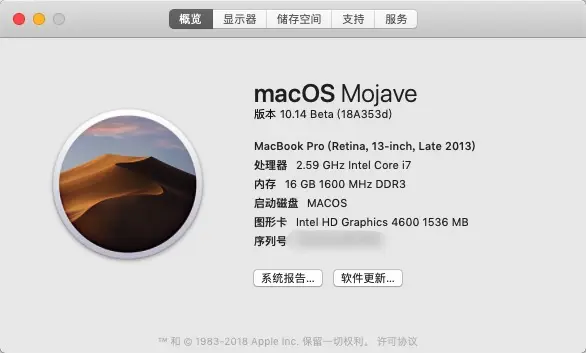 概览 显示器 储存空间 支持 服务
macOS Mojave
版本 10.14 Beta (18A353d)
MacBook Pro (Retina, 13-inch, Late 2013)
处理器 2.59 GHz Intel Core i7
内存 16 GB 1600 MHz DDR3
启动磁盘 MACOS
图形卡 Intel HD Graphics 4600 1536 MB
序列号
系统报告... 软件更新...
™ 和 © 1983-2018 Apple Inc. 保留一切权利。 许可协议